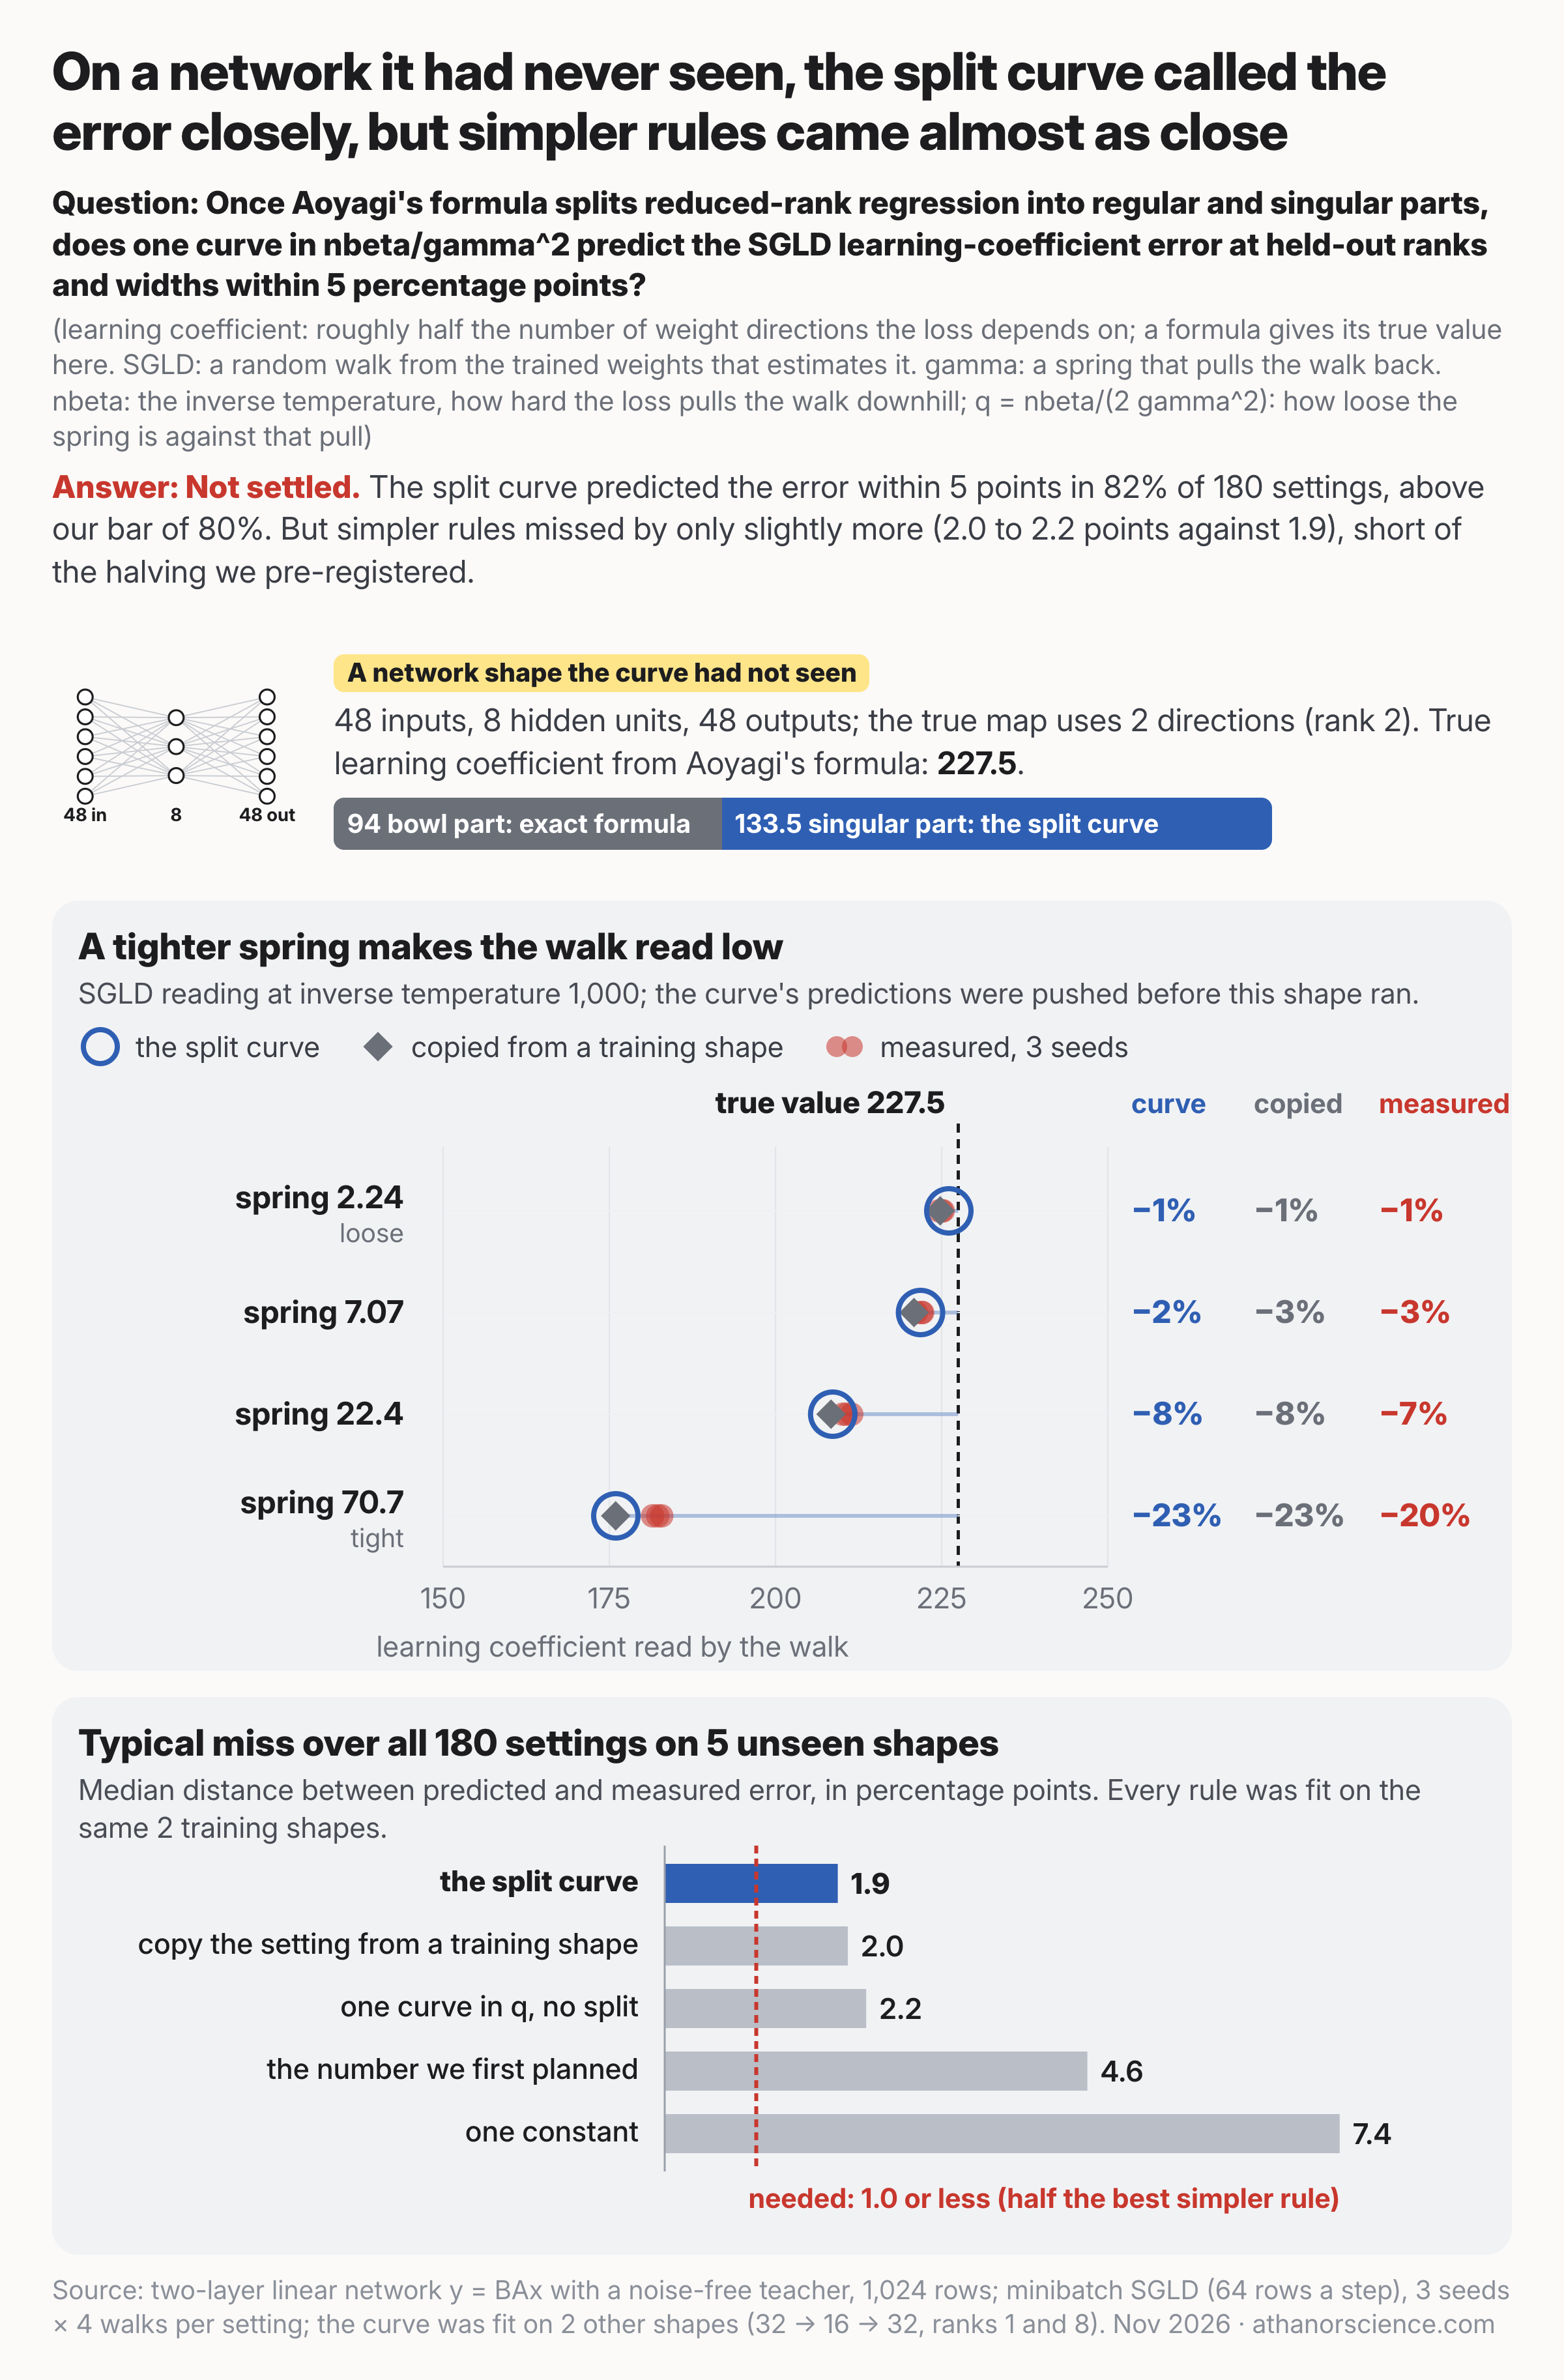 On a network it had never seen, the split curve called the
error closely, but simpler rules came almost as close
Question: Once Aoyagi's formula splits reduced-rank regression into regular and singular parts,
does one curve in nbeta/gamma^2 predict the SGLD learning-coefficient error at held-out ranks
and widths within 5 percentage points?
(learning coefficient: roughly half the number of weight directions the loss depends on; a formula gives its true value
here. SGLD: a random walk from the trained weights that estimates it. gamma: a spring that pulls the walk back.
nbeta: the inverse temperature, how hard the loss pulls the walk downhill; q = nbeta/(2 gamma^2): how loose the
spring is against that pull)
Answer: Not settled. The split curve predicted the error within 5 points in 82% of 180 settings, above
our bar of 80%. But simpler rules missed by only slightly more (2.0 to 2.2 points against 1.9), short of
the halving we pre-registered.
A network shape the curve had not seen
48 inputs, 8 hidden units, 48 outputs; the true map uses 2 directions (rank 2). True
learning coefficient from Aoyagi's formula: 227.5.
48 in 8 48 out
94 bowl part: exact formula 133.5 singular part: the split curve
A tighter spring makes the walk read low
SGLD reading at inverse temperature 1,000; the curve's predictions were pushed before this shape ran.
the split curve copied from a training shape measured, 3 seeds
true value 227.5 curve copied measured
spring 2.24 −1% −1% −1%
loose
spring 7.07 −2% −3% −3%
spring 22.4 −8% −8% −7%
spring 70.7 −23% −23% −20%
tight
150 175 200 225 250
learning coefficient read by the walk
Typical miss over all 180 settings on 5 unseen shapes
Median distance between predicted and measured error, in percentage points. Every rule was fit on the
same 2 training shapes.
the split curve 1.9
copy the setting from a training shape 2.0
one curve in q, no split 2.2
the number we first planned 4.6
one constant 7.4
needed: 1.0 or less (half the best simpler rule)
Source: two-layer linear network y = BAx with a noise-free teacher, 1,024 rows; minibatch SGLD (64 rows a step), 3 seeds
× 4 walks per setting; the curve was fit on 2 other shapes (32 → 16 → 32, ranks 1 and 8). Nov 2026 · athanorscience.com